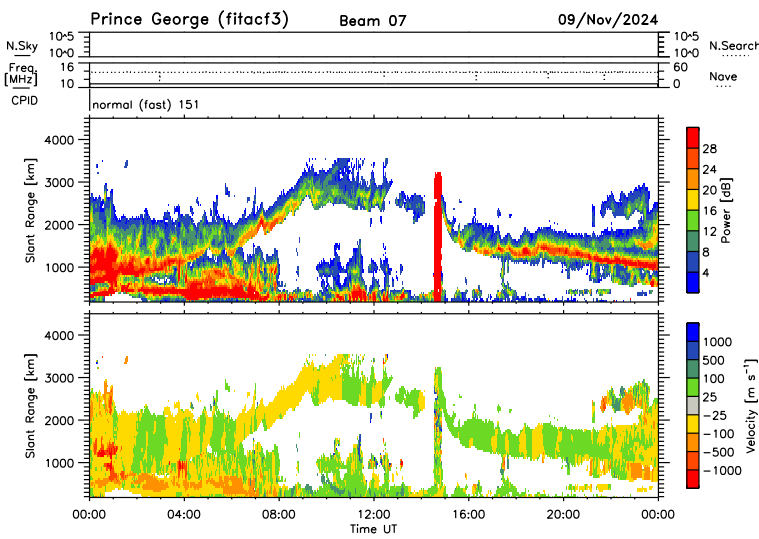 Prince George (fitacf3) Beam 07 09/Nov/2024
N.Sky 10^5 10^0 10^5 10^0 N.Search
Freq [MHz] 16 10 60 0 Nave
CPID normal (fast) 151
Slant Range [km] 4000 3000 2000 1000
Power [dB] 28 24 20 16 12 8 4
Slant Range [km] 4000 3000 2000 1000
Velocity [m s⁻¹] 1000 500 100 25 −25 −100 −500 −1000
00:00 04:00 08:00 12:00 16:00 20:00 00:00
Time UT